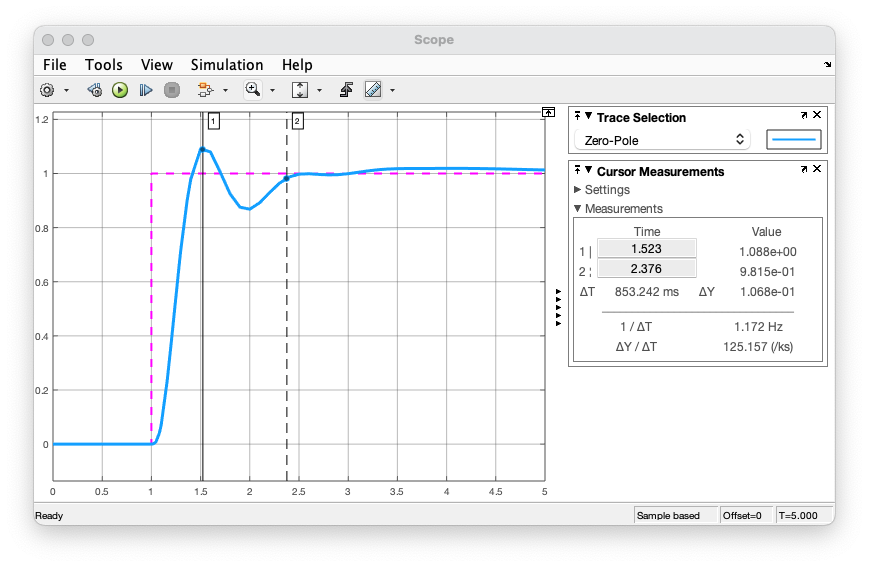 Scope
File Tools View Simulation Help
1.2
1
0.8
0.6
0.4
0.2
0
0 0.5 1 1.5 2 2.5 3 3.5 4 4.5 5
1 2
Trace Selection
Zero-Pole
Cursor Measurements
Settings
Measurements
Time Value
1 | 1.523 1.088e+00
2 ¦ 2.376 9.815e-01
ΔT 853.242 ms ΔY 1.068e-01
1 / ΔT 1.172 Hz
ΔY / ΔT 125.157 (/ks)
Ready Sample based Offset=0 T=5.000